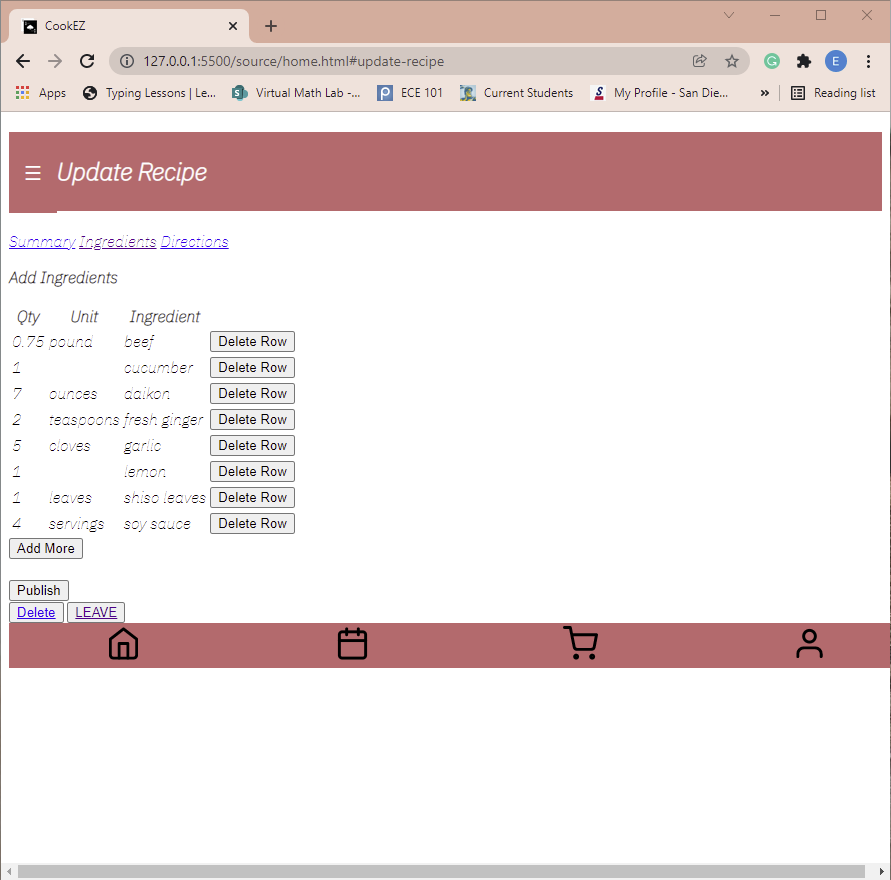 CookEZ
127.0.0.1:5500/source/home.html#update-recipe
G
E
Apps Typing Lessons | Le... S Virtual Math Lab -... p ECE 101 Current Students S My Profile - San Die... » Reading list
☰ Update Recipe
Summary Ingredients Directions
Add Ingredients
Qty Unit Ingredient
0.75 pound beef Delete Row
1 cucumber Delete Row
7 ounces daikon Delete Row
2 teaspoons fresh ginger Delete Row
5 cloves garlic Delete Row
1 lemon Delete Row
1 leaves shiso leaves Delete Row
4 servings soy sauce Delete Row
Add More
Publish
Delete LEAVE